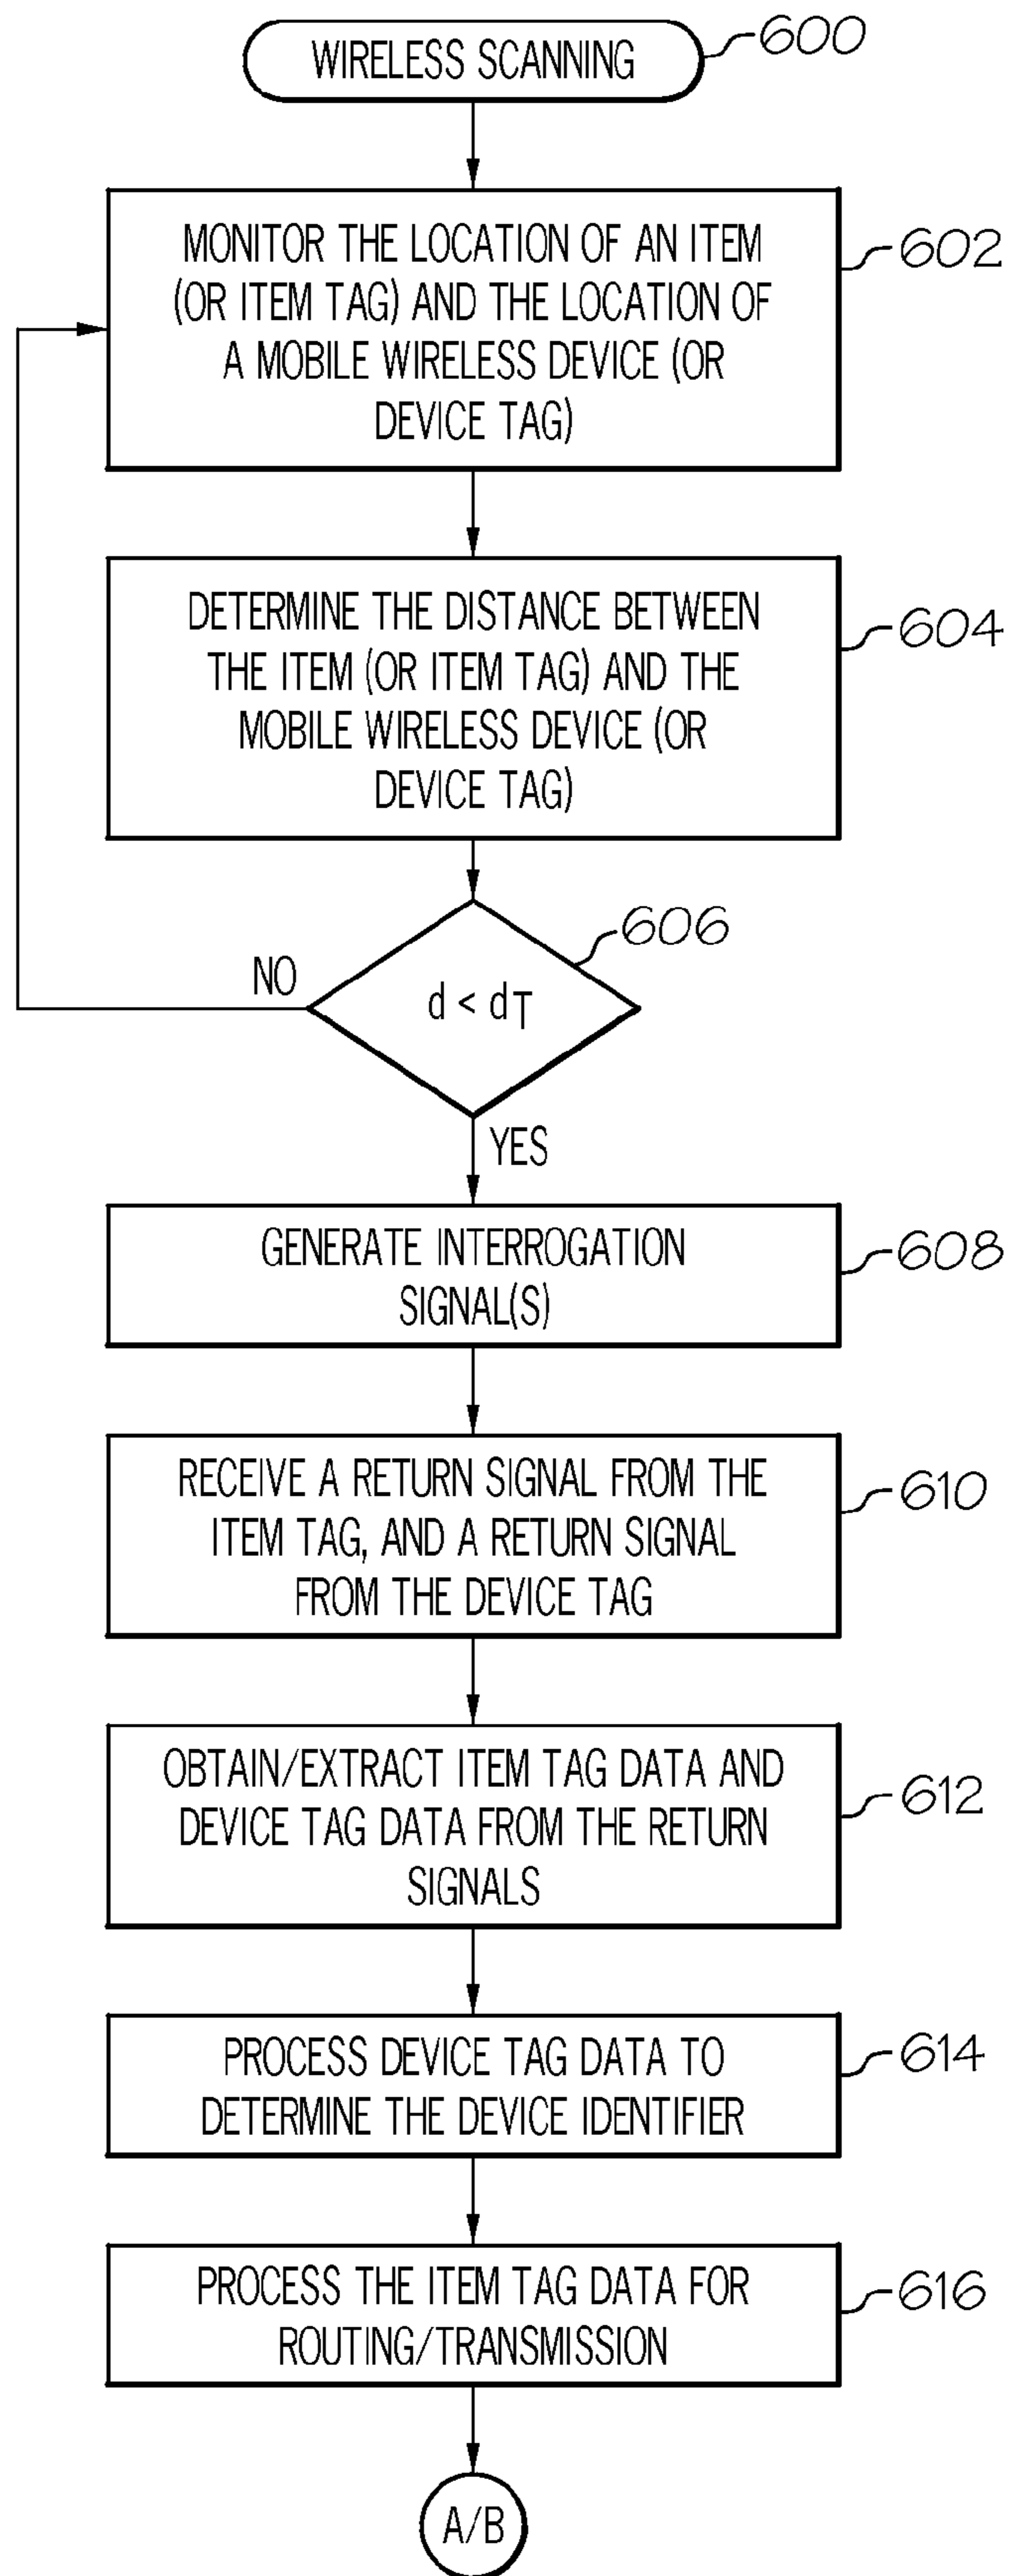 WIRELESS SCANNING
600
MONITOR THE LOCATION OF AN ITEM
(OR ITEM TAG) AND THE LOCATION OF
A MOBILE WIRELESS DEVICE (OR
DEVICE TAG)
602
DETERMINE THE DISTANCE BETWEEN
THE ITEM (OR ITEM TAG) AND THE
MOBILE WIRELESS DEVICE (OR
DEVICE TAG)
604
606
NO
d < dT
YES
GENERATE INTERROGATION
SIGNAL(S)
608
RECEIVE A RETURN SIGNAL FROM THE
ITEM TAG, AND A RETURN SIGNAL
FROM THE DEVICE TAG
610
OBTAIN/EXTRACT ITEM TAG DATA AND
DEVICE TAG DATA FROM THE RETURN
SIGNALS
612
PROCESS DEVICE TAG DATA TO
DETERMINE THE DEVICE IDENTIFIER
614
PROCESS THE ITEM TAG DATA FOR
ROUTING/TRANSMISSION
616
A/B